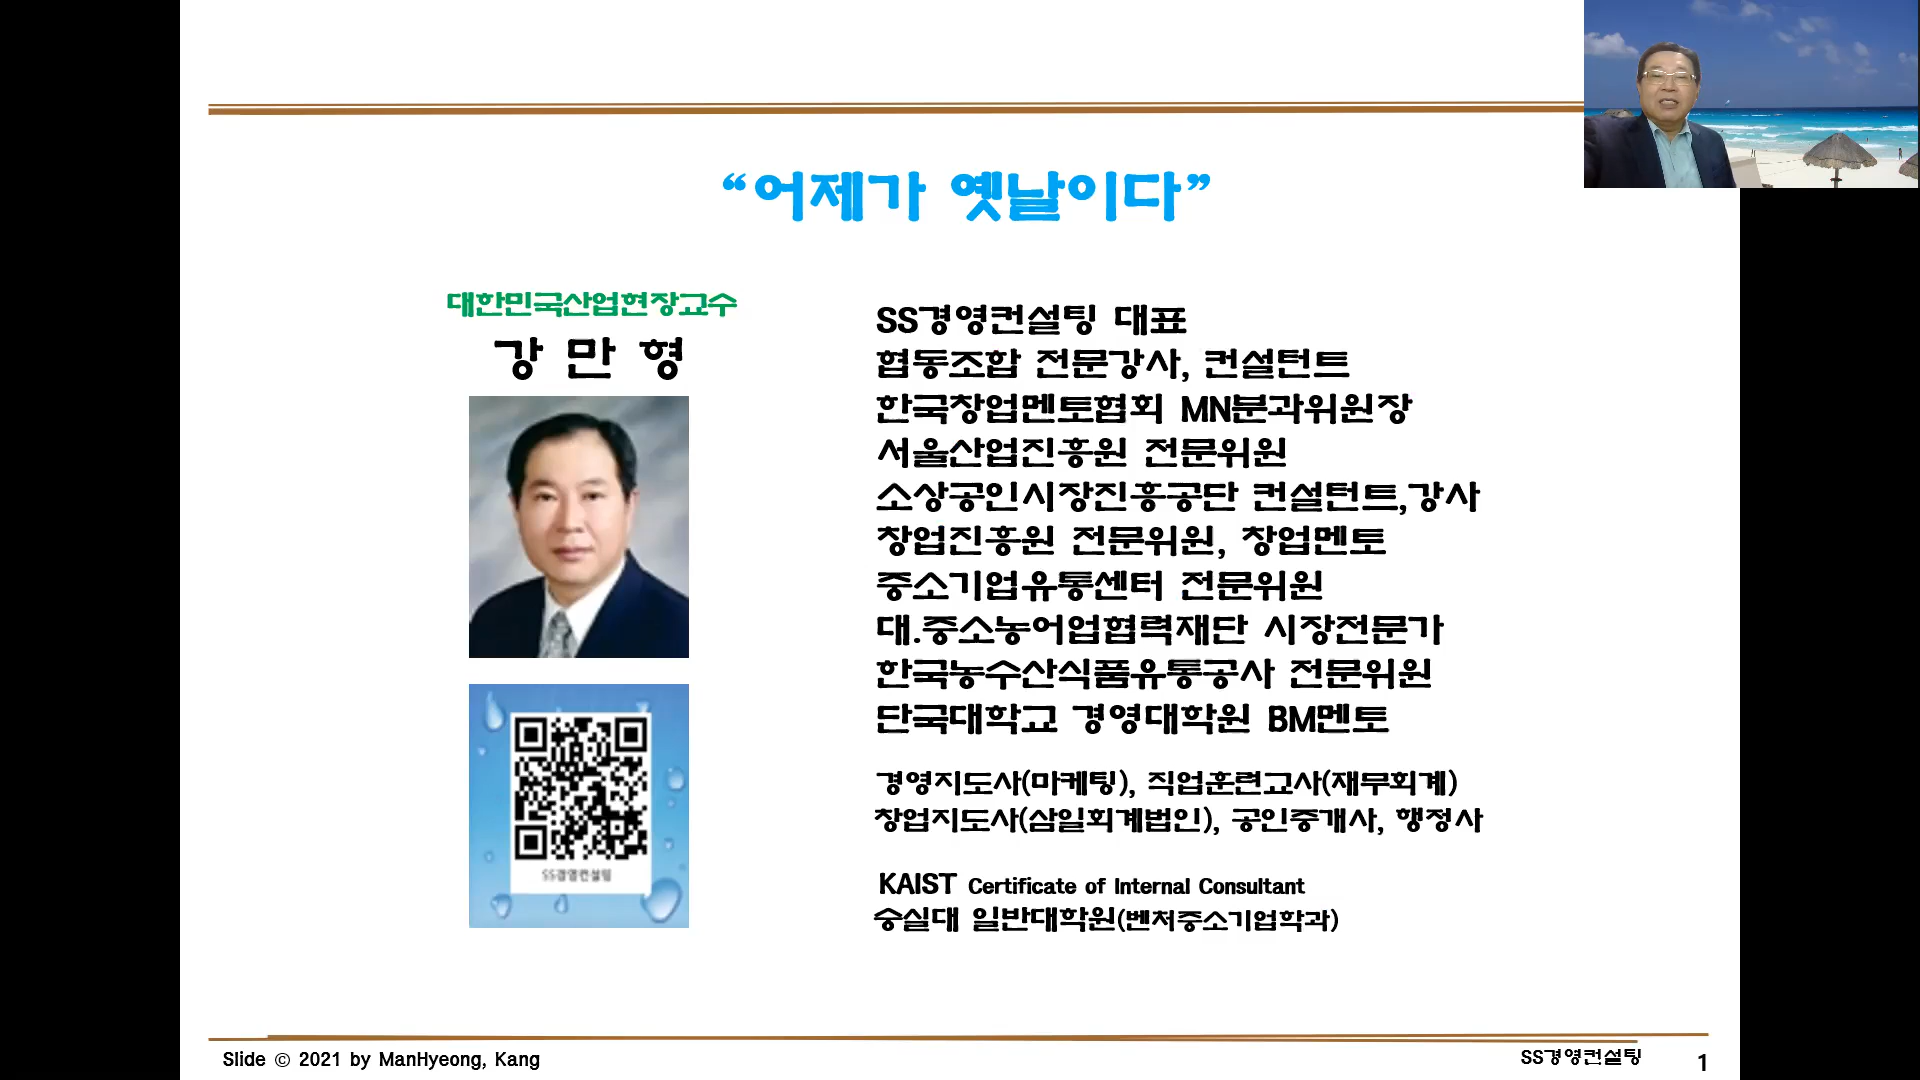 “어제가 옛날이다”
대한민국산업현장교수
강 만 형
SS경영컨설팅 대표
협동조합 전문강사, 컨설턴트
한국창업멘토협회 MN분과위원장
서울산업진흥원 전문위원
소상공인시장진흥공단 컨설턴트,강사
창업진흥원 전문위원, 창업멘토
중소기업유통센터 전문위원
대.중소농어업협력재단 시장전문가
한국농수산식품유통공사 전문위원
단국대학교 경영대학원 BM멘토
경영지도사(마케팅), 직업훈련교사(재무회계)
창업지도사(삼일회계법인), 공인중개사, 행정사
KAIST Certificate of Internal Consultant
숭실대 일반대학원(벤처중소기업학과)
SS경영컨설팅
Slide © 2021 by ManHyeong, Kang
SS경영컨설팅
1